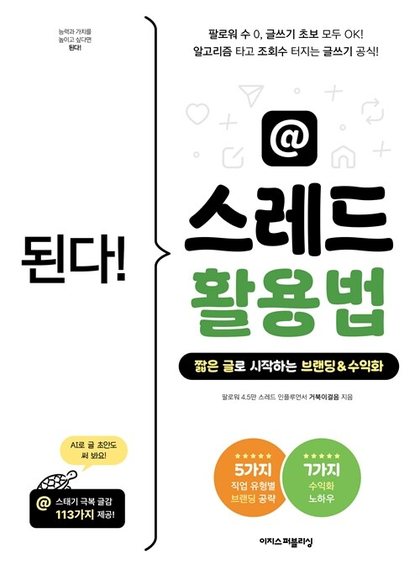 능력과 가치를
높이고 싶다면
된다!
팔로워 수 0, 글쓰기 초보 모두 OK!
알고리즘 타고 조회수 터지는 글쓰기 공식!
@
된다!
스레드
활용법
짧은 글로 시작하는 브랜딩&수익화
팔로워 4.5만 스레드 인플루언서 거북이걸음 지음
AI로 글 초안도
써 봐요!
@ 스태기 극복 글감
113가지 제공!
5가지
직업 유형별
브랜딩 공략
7가지
수익화
노하우
이지스퍼블리싱